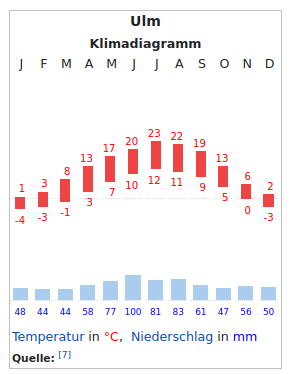 Ulm
Klimadiagramm
J F M A M J J A S O N D
1 3 8 13 17 20 23 22 19 13 6 2
-4 -3 -1 3 7 10 12 11 9 5 0 -3
48 44 44 58 77 100 81 83 61 47 56 50
Temperatur in °C, Niederschlag in mm
Quelle: [7]